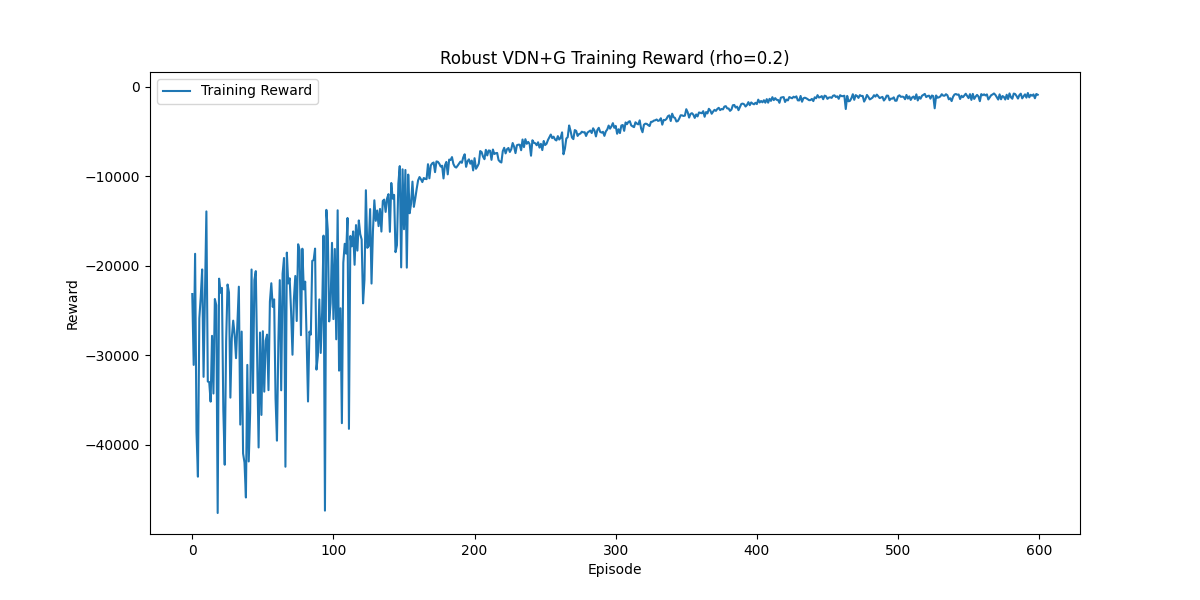 Robust VDN+G Training Reward (rho=0.2)
Training Reward
0
−10000
−20000
−30000
−40000
Reward
0 100 200 300 400 500 600
Episode